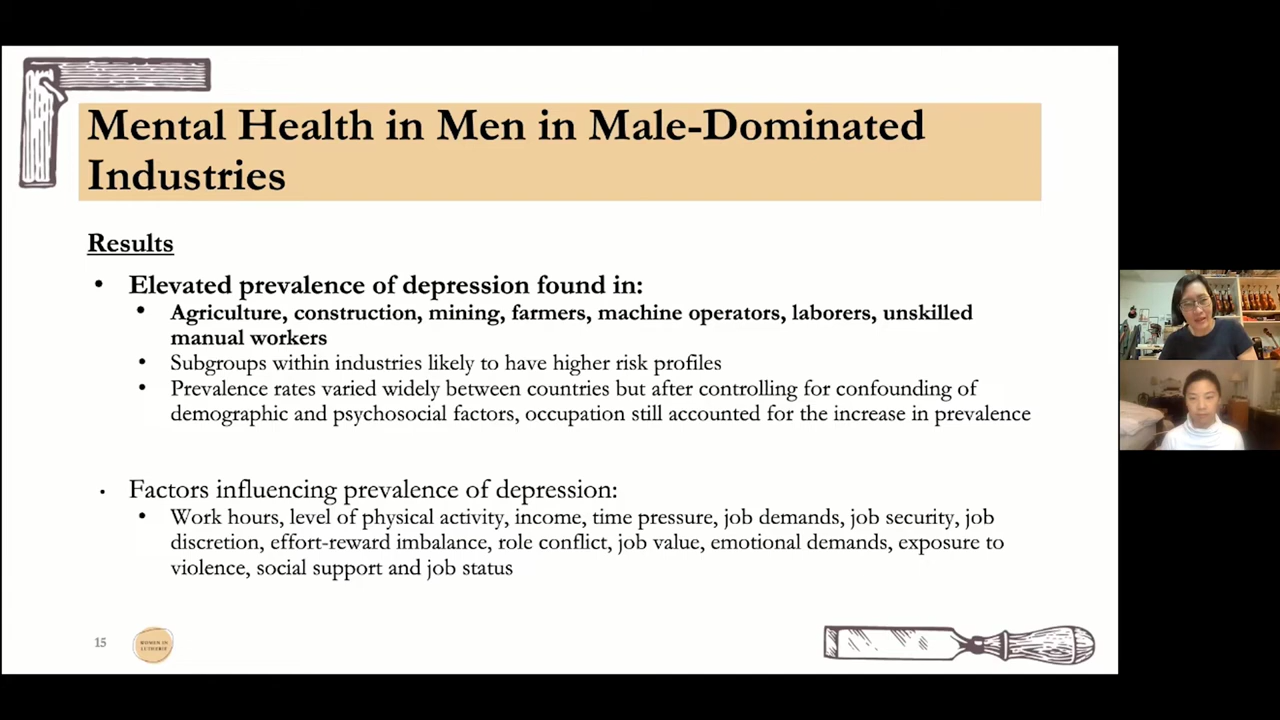 Mental Health in Men in Male-Dominated
Industries
Results
• Elevated prevalence of depression found in:
• Agriculture, construction, mining, farmers, machine operators, laborers, unskilled
manual workers
• Subgroups within industries likely to have higher risk profiles
• Prevalence rates varied widely between countries but after controlling for confounding of
demographic and psychosocial factors, occupation still accounted for the increase in prevalence
• Factors influencing prevalence of depression:
• Work hours, level of physical activity, income, time pressure, job demands, job security, job
discretion, effort-reward imbalance, role conflict, job value, emotional demands, exposure to
violence, social support and job status
15
WOMEN IN
LUTHERIE